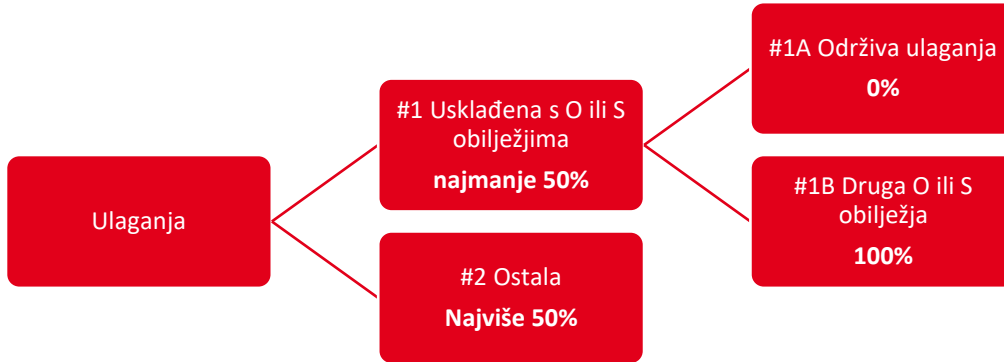 Ulaganja
#1 Usklađena s O ili S
obilježjima
najmanje 50%
#2 Ostala
Najviše 50%
#1A Održiva ulaganja
0%
#1B Druga O ili S
obilježja
100%